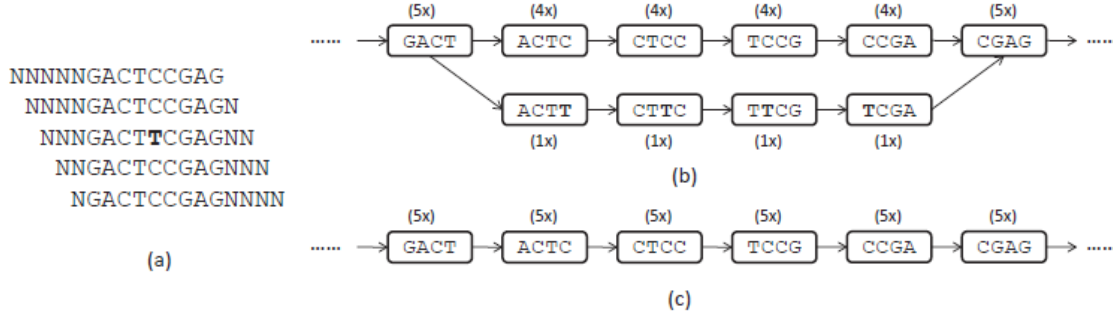 NNNNNGACTCCGAG
NNNNGACTCCGAGN
NNNGACTTCGAGNN
NNGACTCCGAGNNN
NGACTCCGAGNNNN
(a)
(5x) (4x) (4x) (4x) (4x) (5x)
...... GACT ACTC CTCC TCCG CCGA CGAG ......
ACTT CTTC TTCG TCGA
(1x) (1x) (1x) (1x)
(b)
(5x) (5x) (5x) (5x) (5x) (5x)
...... GACT ACTC CTCC TCCG CCGA CGAG ......
(c)